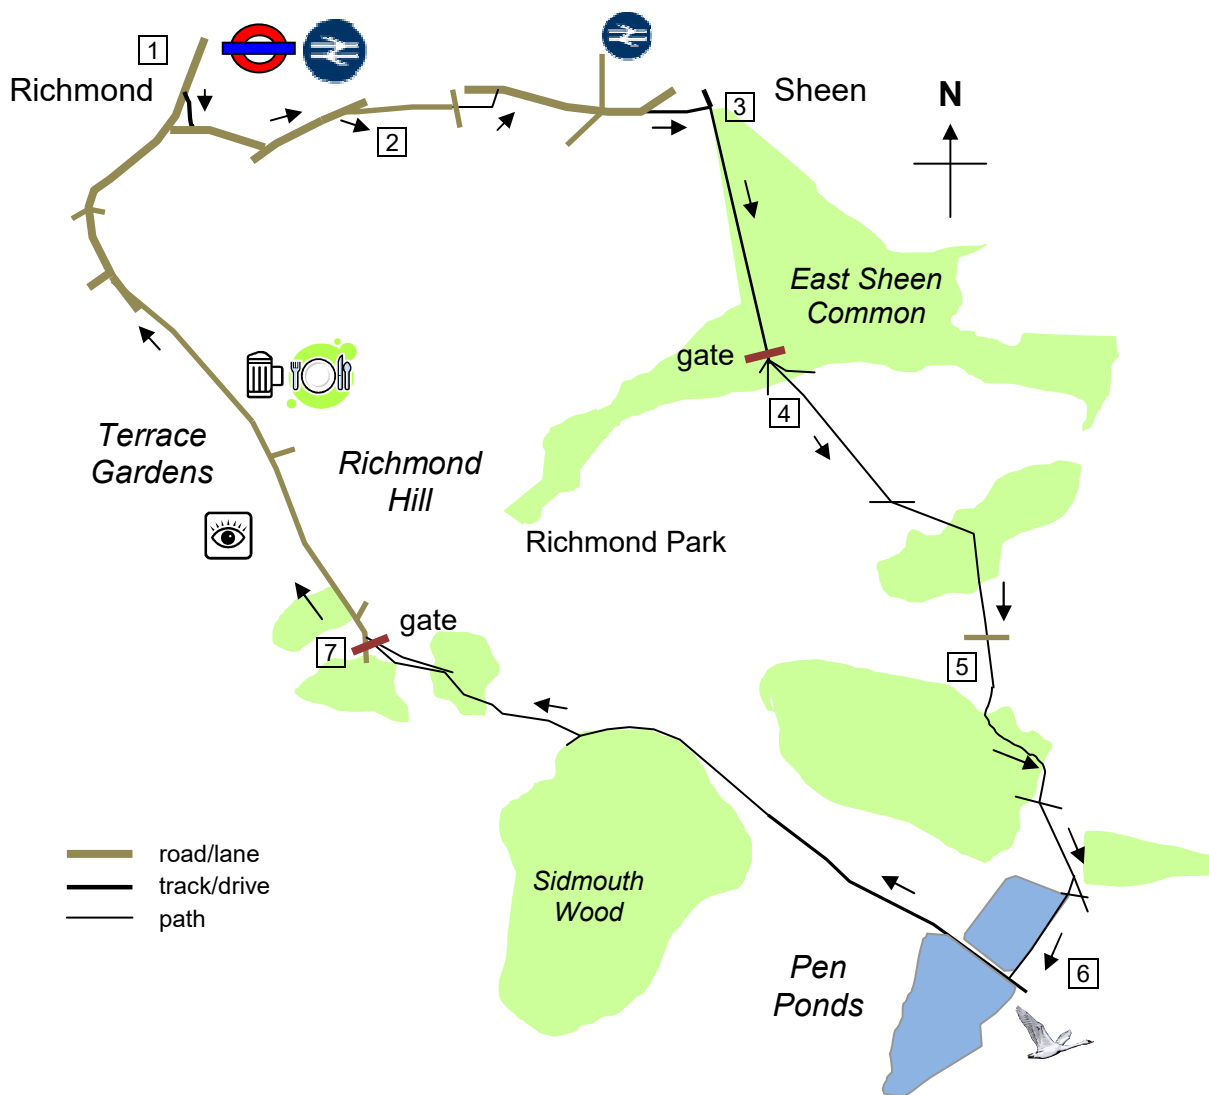 1
Richmond
2
3
Sheen
N
East Sheen
Common
gate
4
Terrace
Gardens
Richmond
Hill
Richmond Park
gate
7
5
road/lane
track/drive
path
Sidmouth
Wood
Pen
Ponds
6